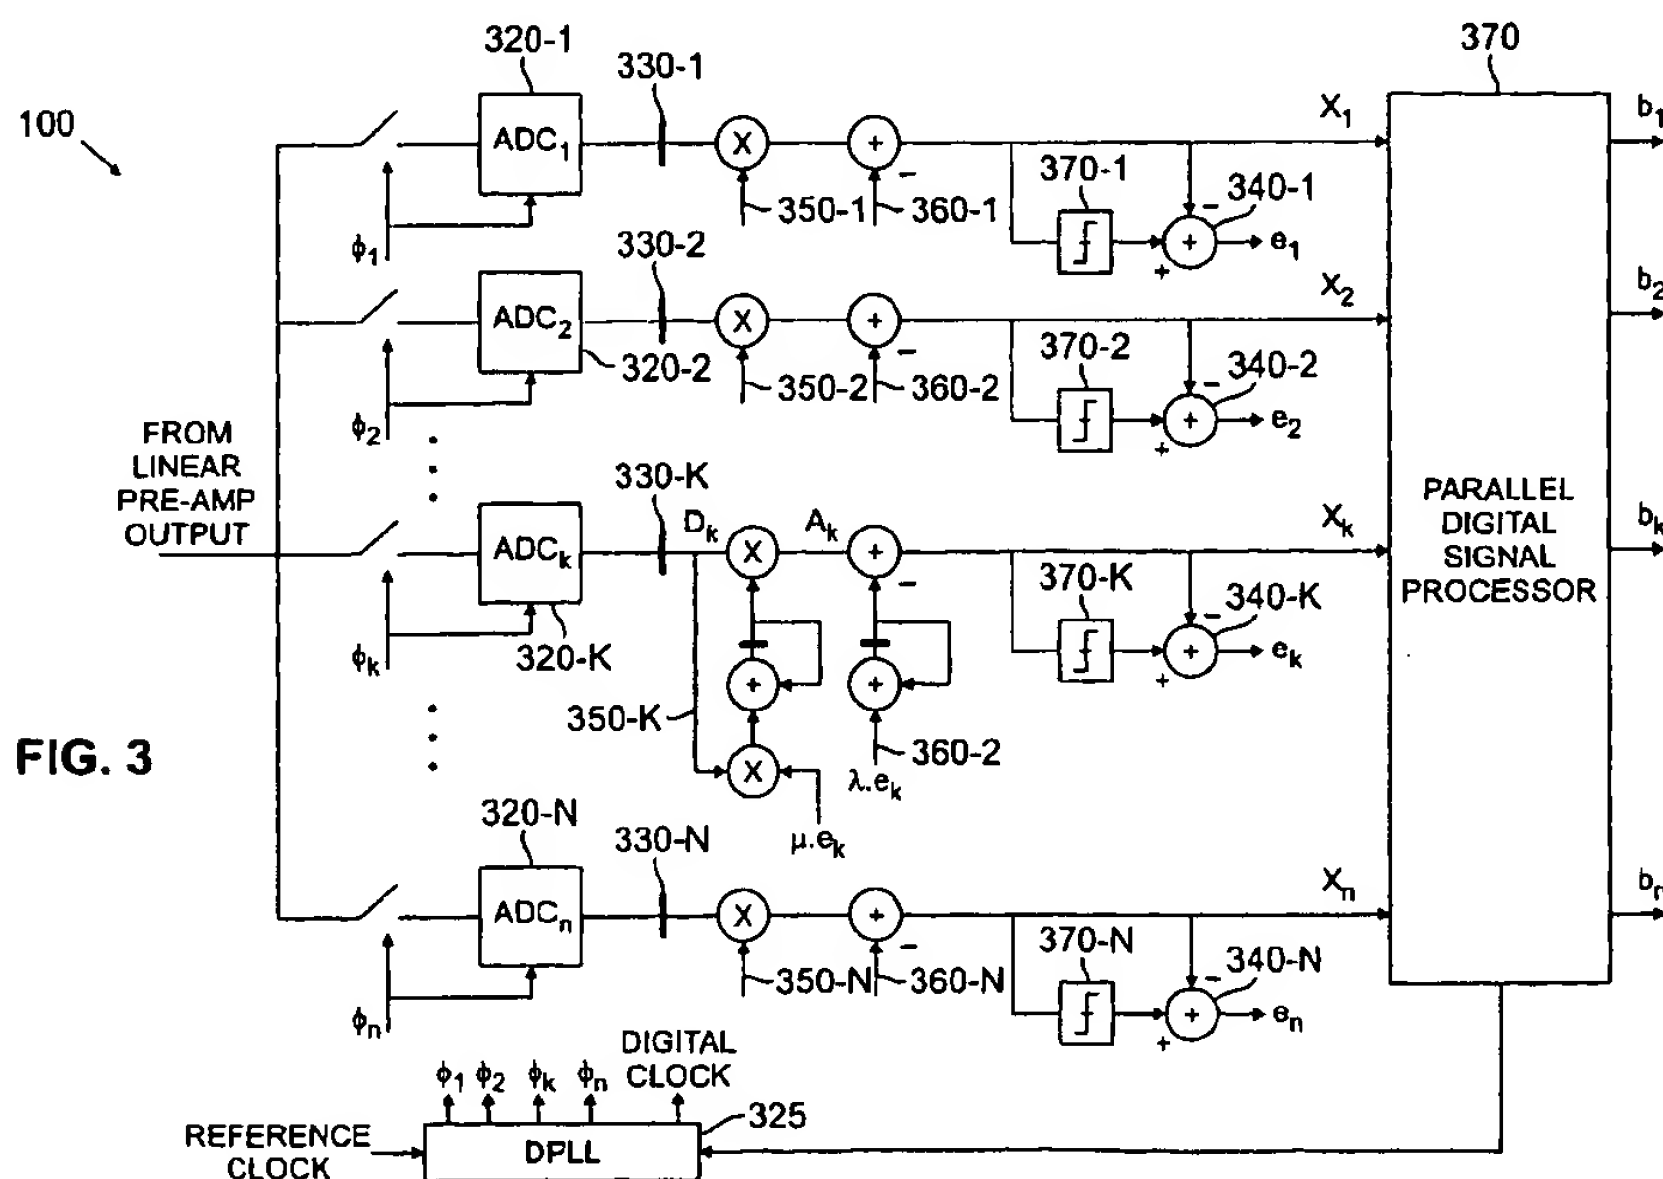 320-1
370
330-1
100
ADC1
X
+
X1
b1
−
370-1
340-1
350-1
360-1
−
+
e1
+
ϕ1
330-2
ADC2
X
+
X2
b2
−
320-2
370-2
340-2
350-2
360-2
−
+
e2
+
ϕ2
FROM
LINEAR
PRE-AMP
OUTPUT
330-K
ADCk
Dk
X
Ak
+
Xk
bk
−
PARALLEL
DIGITAL
SIGNAL
PROCESSOR
370-K
340-K
−
+
ek
+
ϕk
320-K
+
+
350-K
360-2
X
λ.ek
μ.ek
FIG. 3
320-N
330-N
ADCn
X
+
Xn
bn
−
370-N
340-N
350-N
360-N
−
+
en
+
ϕn
ϕ1 ϕ2 ϕk ϕn
DIGITAL
CLOCK
325
REFERENCE
CLOCK
DPLL